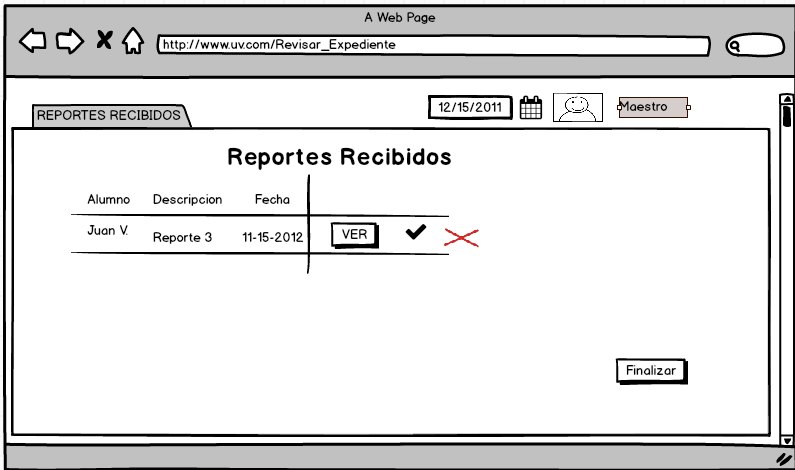 A Web Page
http://www.uv.com/Revisar_Expediente
12/15/2011
Maestro
REPORTES RECIBIDOS
Reportes Recibidos
Alumno Descripcion Fecha
Juan V. Reporte 3 11-15-2012 VER
Finalizar